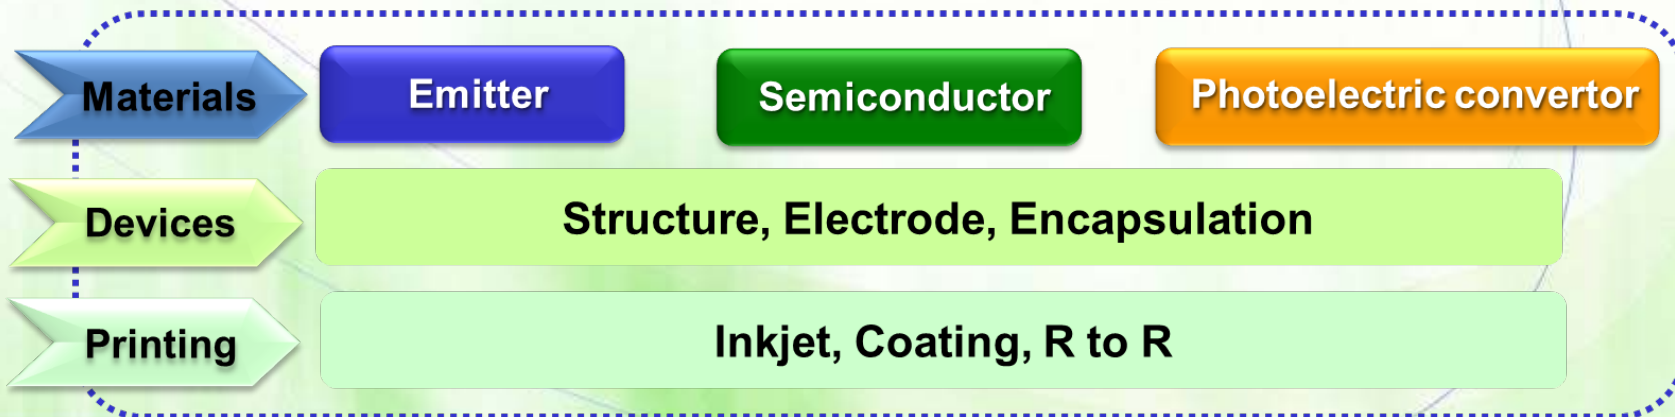 Materials
Emitter
Semiconductor
Photoelectric convertor
Devices
Structure, Electrode, Encapsulation
Printing
Inkjet, Coating, R to R